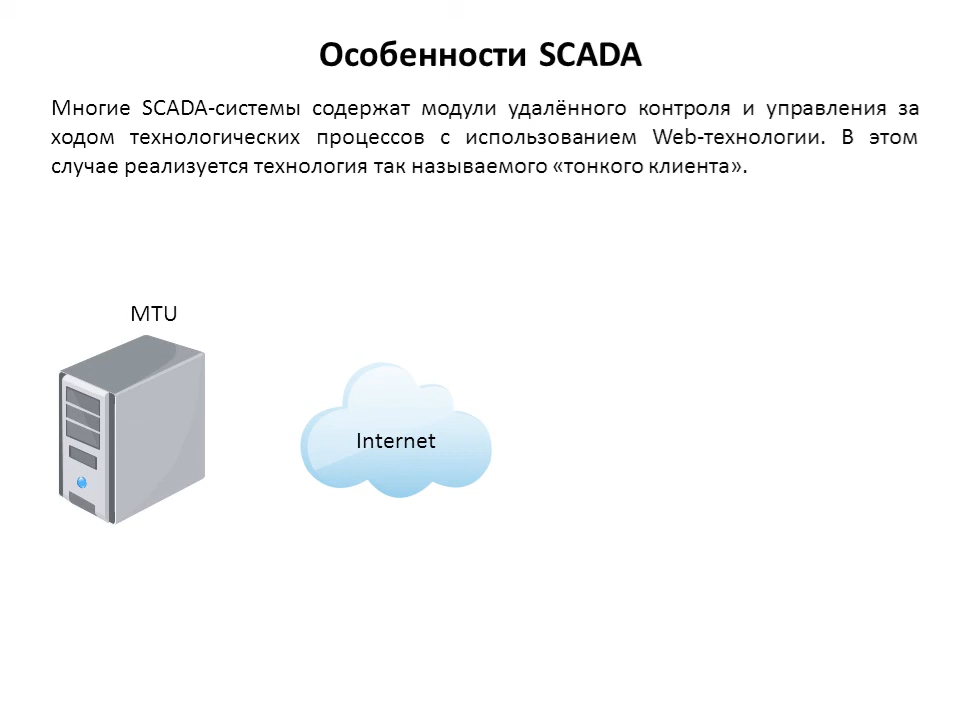 Особенности SCADA
Многие SCADA-системы содержат модули удалённого контроля и управления за
ходом технологических процессов с использованием Web-технологии. В этом
случае реализуется технология так называемого «тонкого клиента».
MTU
Internet